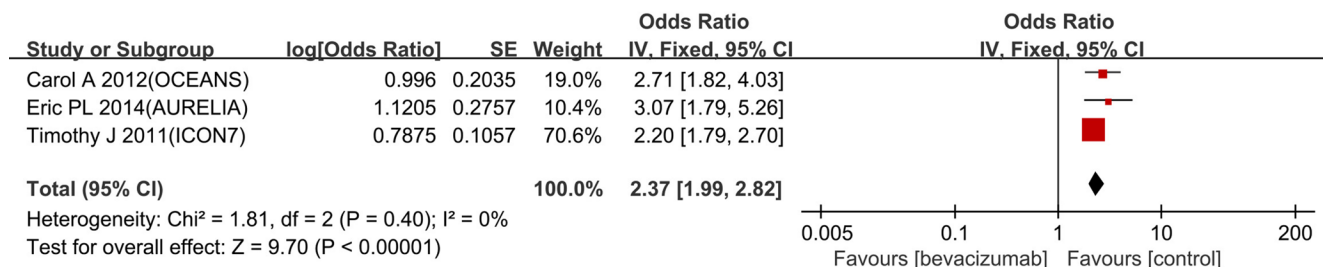 Odds Ratio Odds Ratio
Study or Subgroup log[Odds Ratio] SE Weight IV, Fixed, 95% CI IV, Fixed, 95% CI
Carol A 2012(OCEANS) 0.996 0.2035 19.0% 2.71 [1.82, 4.03]
Eric PL 2014(AURELIA) 1.1205 0.2757 10.4% 3.07 [1.79, 5.26]
Timothy J 2011(ICON7) 0.7875 0.1057 70.6% 2.20 [1.79, 2.70]
Total (95% CI) 100.0% 2.37 [1.99, 2.82]
Heterogeneity: Chi² = 1.81, df = 2 (P = 0.40); I² = 0%
Test for overall effect: Z = 9.70 (P < 0.00001)
0.005 0.1 1 10 200
Favours [bevacizumab] Favours [control]